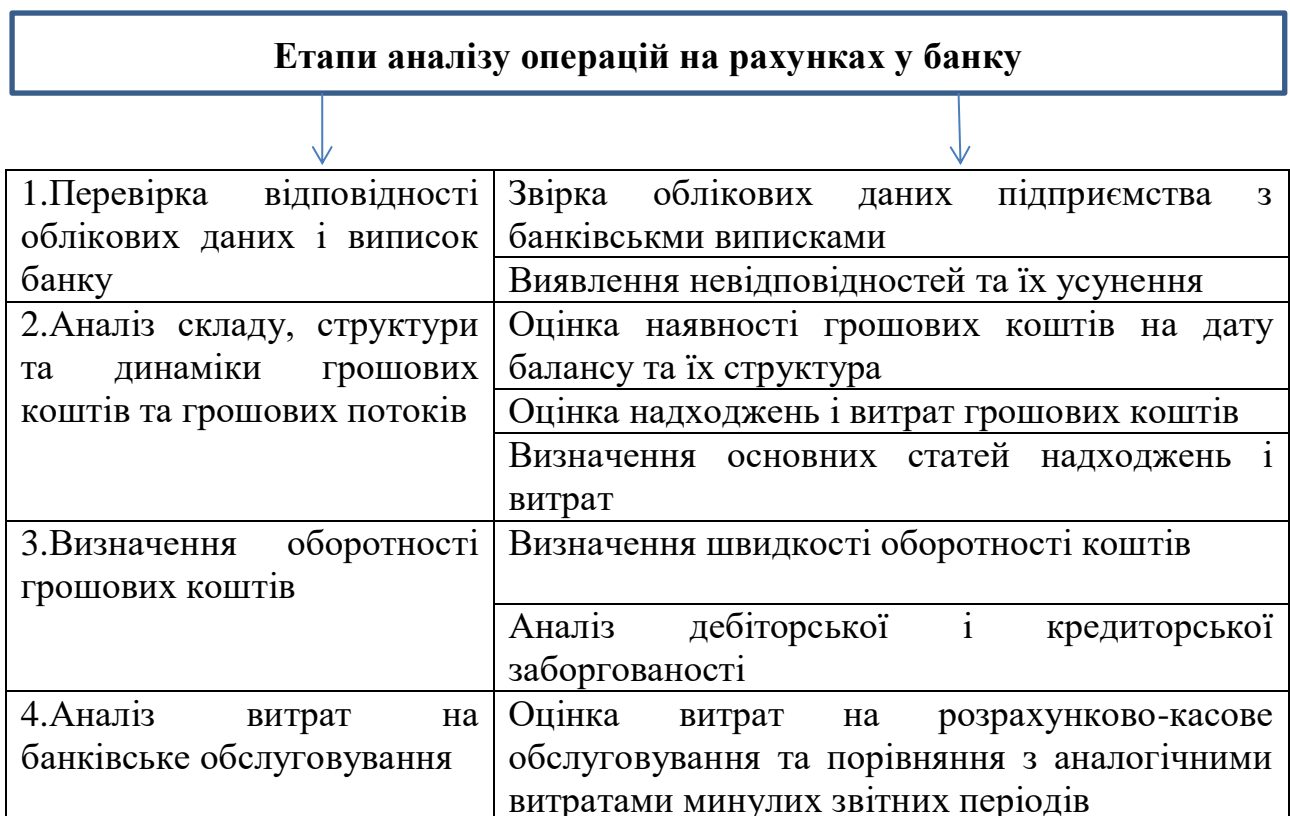 Етапи аналізу операцій на рахунках у банку
1.Перевірка відповідності
облікових даних і виписок
банку
Звірка облікових даних підприємства з
банківськми виписками
Виявлення невідповідностей та їх усунення
2.Аналіз складу, структури
та динаміки грошових
коштів та грошових потоків
Оцінка наявності грошових коштів на дату
балансу та їх структура
Оцінка надходжень і витрат грошових коштів
Визначення основних статей надходжень і
витрат
3.Визначення оборотності
грошових коштів
Визначення швидкості оборотності коштів
Аналіз дебіторської і кредиторської
заборгованості
4.Аналіз витрат на
банківське обслуговування
Оцінка витрат на розрахунково-касове
обслуговування та порівняння з аналогічними
витратами минулих звітних періодів